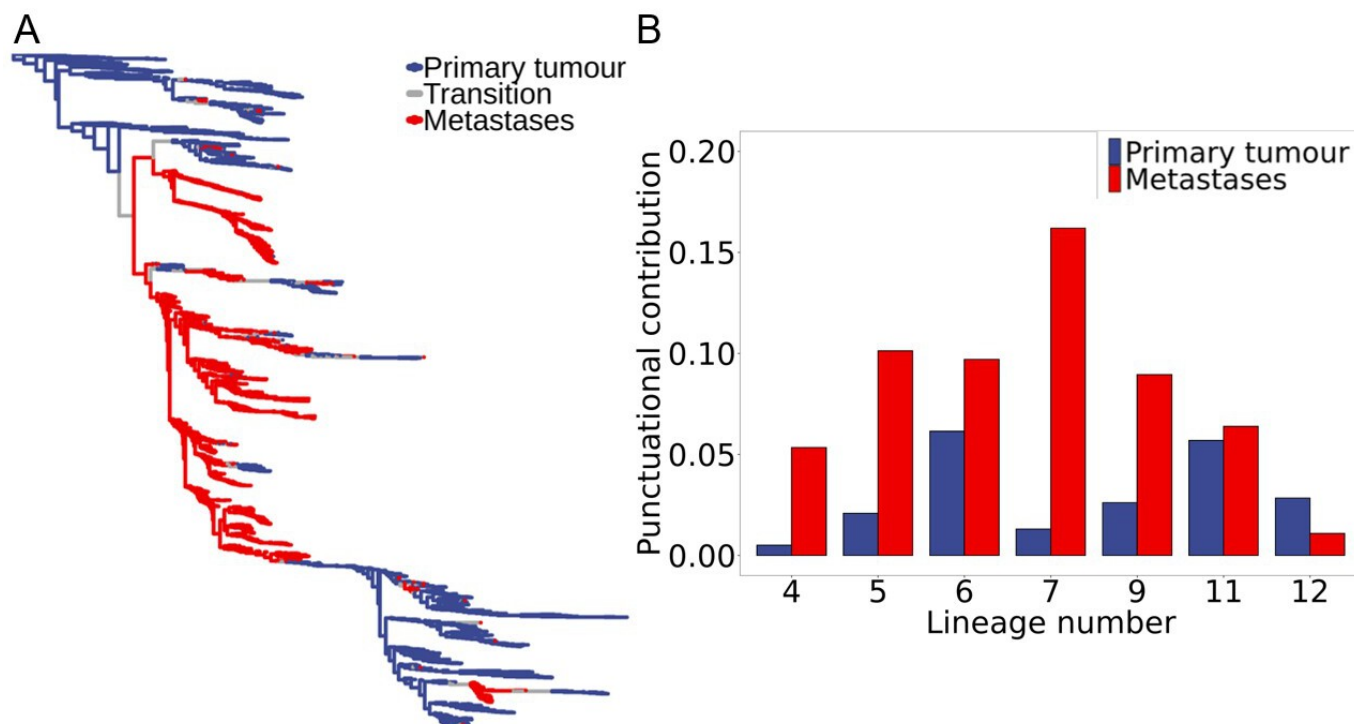 A
Primary tumour
Transition
Metastases
B
Primary tumour
Metastases
Punctuational contribution
0.20
0.15
0.10
0.05
0.00
4 5 6 7 9 11 12
Lineage number